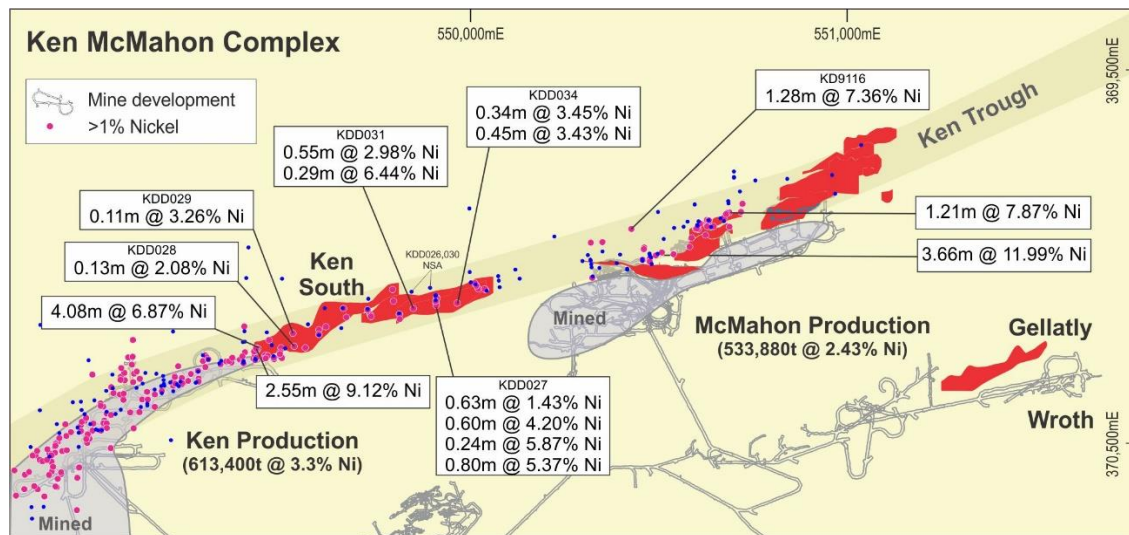 Ken McMahon Complex
Mine development
>1% Nickel
550,000mE
551,000mE
369,500mE
KDD034
0.34m @ 3.45% Ni
0.45m @ 3.43% Ni
KD9116
1.28m @ 7.36% Ni
Ken Trough
KDD031
0.55m @ 2.98% Ni
0.29m @ 6.44% Ni
KDD029
0.11m @ 3.26% Ni
KDD028
0.13m @ 2.08% Ni
Ken
South
KDD026,030
NSA
1.21m @ 7.87% Ni
3.66m @ 11.99% Ni
4.08m @ 6.87% Ni
Mined
McMahon Production
(533,880t @ 2.43% Ni)
Gellatly
2.55m @ 9.12% Ni
KDD027
0.63m @ 1.43% Ni
0.60m @ 4.20% Ni
0.24m @ 5.87% Ni
0.80m @ 5.37% Ni
Wroth
Ken Production
(613,400t @ 3.3% Ni)
370,500mE
Mined